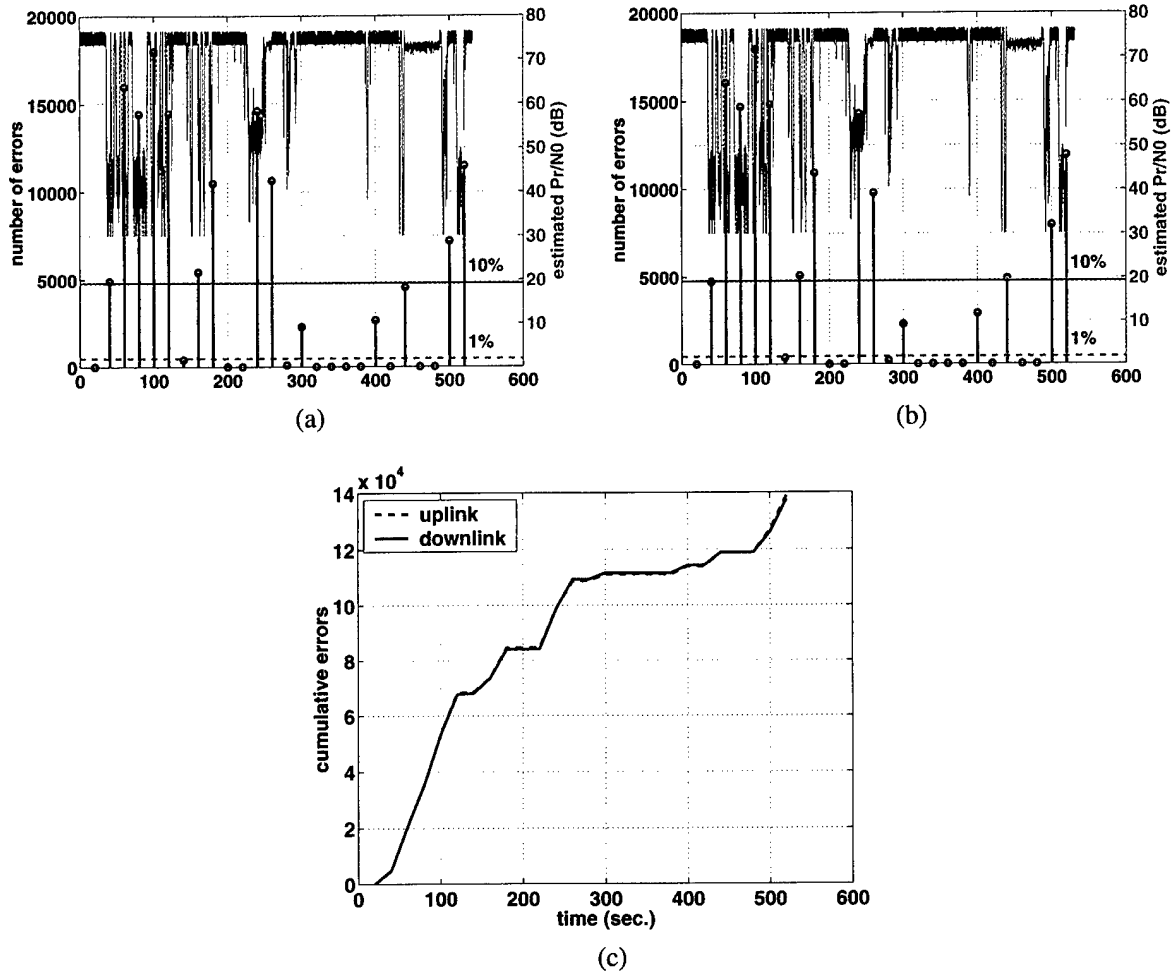 20000
15000
10000
5000
0
number of errors
80
70
60
50
40
30
20
10
estimated Pr/N0 (dB)
10%
1%
0 100 200 300 400 500 600
(a)
20000
15000
10000
5000
0
number of errors
80
70
60
50
40
30
20
10
estimated Pr/N0 (dB)
10%
1%
0 100 200 300 400 500 600
(b)
x 10^4
14
12
10
8
6
4
2
0
cumulative errors
uplink
downlink
100 200 300 400 500 600
time (sec.)
(c)